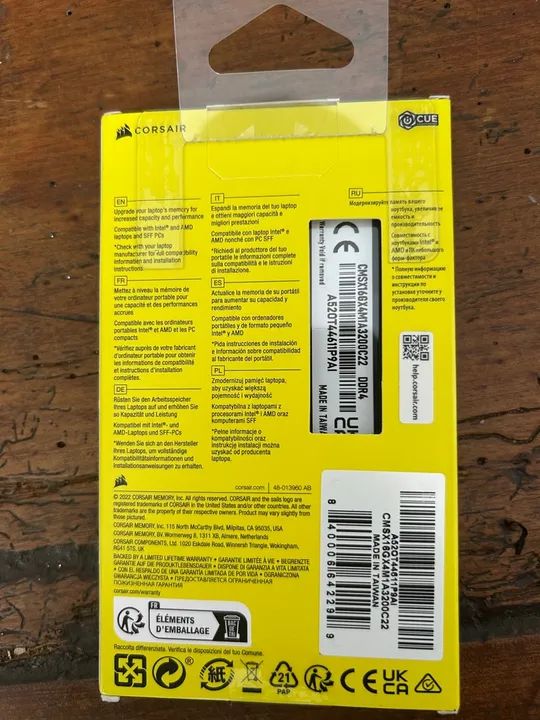 CORSAIR
CUE
EN
Upgrade your laptop's memory for
increased capacity and performance
Compatible with Intel® and AMD
laptops and SFF PCs
*Check with your laptop
manufacturer for full compatibility
information and installation
instructions
FR
Mettez à niveau la mémoire de
votre ordinateur portable pour
une capacité et des performances
accrues
Compatible avec les ordinateurs
portables Intel® et AMD et les PC
compacts
*Vérifiez auprès de votre fabricant
d'ordinateur portable pour obtenir
les informations de compatibilité
et instructions d'installation
complètes.
DE
Rüsten Sie den Arbeitsspeicher
Ihres Laptops auf und erhöhen Sie
so Kapazität und Leistung
Kompatibel mit Intel- und
AMD-Laptops und SFF-PCs
*Wenden Sie sich an den Hersteller
Ihres Laptops, um vollständige
Kompatibilitätsinformationen und
Installationsanweisungen zu erhalten.
IT
Espandi la memoria del tuo laptop
e ottieni maggiori capacità e
migliori prestazioni
Compatibile con laptop Intel® e
AMD nonché con PC SFF
*Richiedi al produttore del tuo
portatile le informazioni complete
sulla compatibilità e le istruzioni
di installazione.
ES
Actualice la memoria de su portátil
para aumentar su capacidad y
rendimiento
Compatible con ordenadores
portátiles y de formato pequeño
Intel® y AMD
*Pida instrucciones de instalación
e información sobre compatibilidad
al fabricante del portátil.
PL
Zmodernizuj pamięć laptopa,
aby uzyskać większą
pojemność i wydajność
Kompatybilna z laptopami z
procesorami Intel® i AMD oraz
komputerami SFF
*Pełne informacje o
kompatybilności oraz
instrukcję instalacji można
uzyskać od producenta
laptopa.
RU
Модернизируйте память вашего
ноутбука, увеличив ее
емкость и
производительность
Совместимость с
ноутбуками Intel® и
AMD и ПК небольшого
форм-фактора
* Полную информацию
о совместимости и
инструкции по
установке уточните у
производителя своего
ноутбука.
Warranty Void if removed
CMSX16GX4M1A3200C22 DDR4
A520T44611P9AI
MADE IN TAIWAN
UK
CA
help.corsair.com
corsair.com 48-013960 AB
© 2022 CORSAIR MEMORY, Inc. All rights reserved. CORSAIR and the sails logo are
registered trademarks of CORSAIR in the United States and/or other countries. All other
trademarks are the property of their respective owners. Product may vary slightly from
those pictured.
CORSAIR MEMORY, Inc. 115 North McCarthy Blvd, Milpitas, CA 95035, USA
CORSAIR MEMORY, BV, Wormerweg 8, 1311 XB, Almere, Netherlands
CORSAIR COMPONENTS, Ltd. 1020 Eskdale Road, Winnersh Triangle, Wokingham,
RG41 5TS, UK
BACKED BY A LIMITED LIFETIME WARRANTY • GARANTIE LIMITÉE À VIE • BEGRENZTE
GARANTIE AUF DIE PRODUKTLEBENSDAUER • DISPONE DI GARANZIA A VITA LIMITATA
• CON EL RESPALDO DE UNA GARANTÍA LIMITADA DE POR VIDA • OGRANICZONA
GWARANCJA WIECZYSTA • ПРЕДОСТАВЛЯЕТСЯ ОГРАНИЧЕННАЯ
ПОЖИЗНЕННАЯ ГАРАНТИЯ
corsair.com/warranty
A520T44611P9AI
CMSX16GX4M1A3200C22
MADE IN TAIWAN
8 40006 64229 9
FR
ÉLÉMENTS
D'EMBALLAGE
Raccolta differenziata. Verifica le disposizioni del tuo Comune.
紙
21
PAP
UK
CA